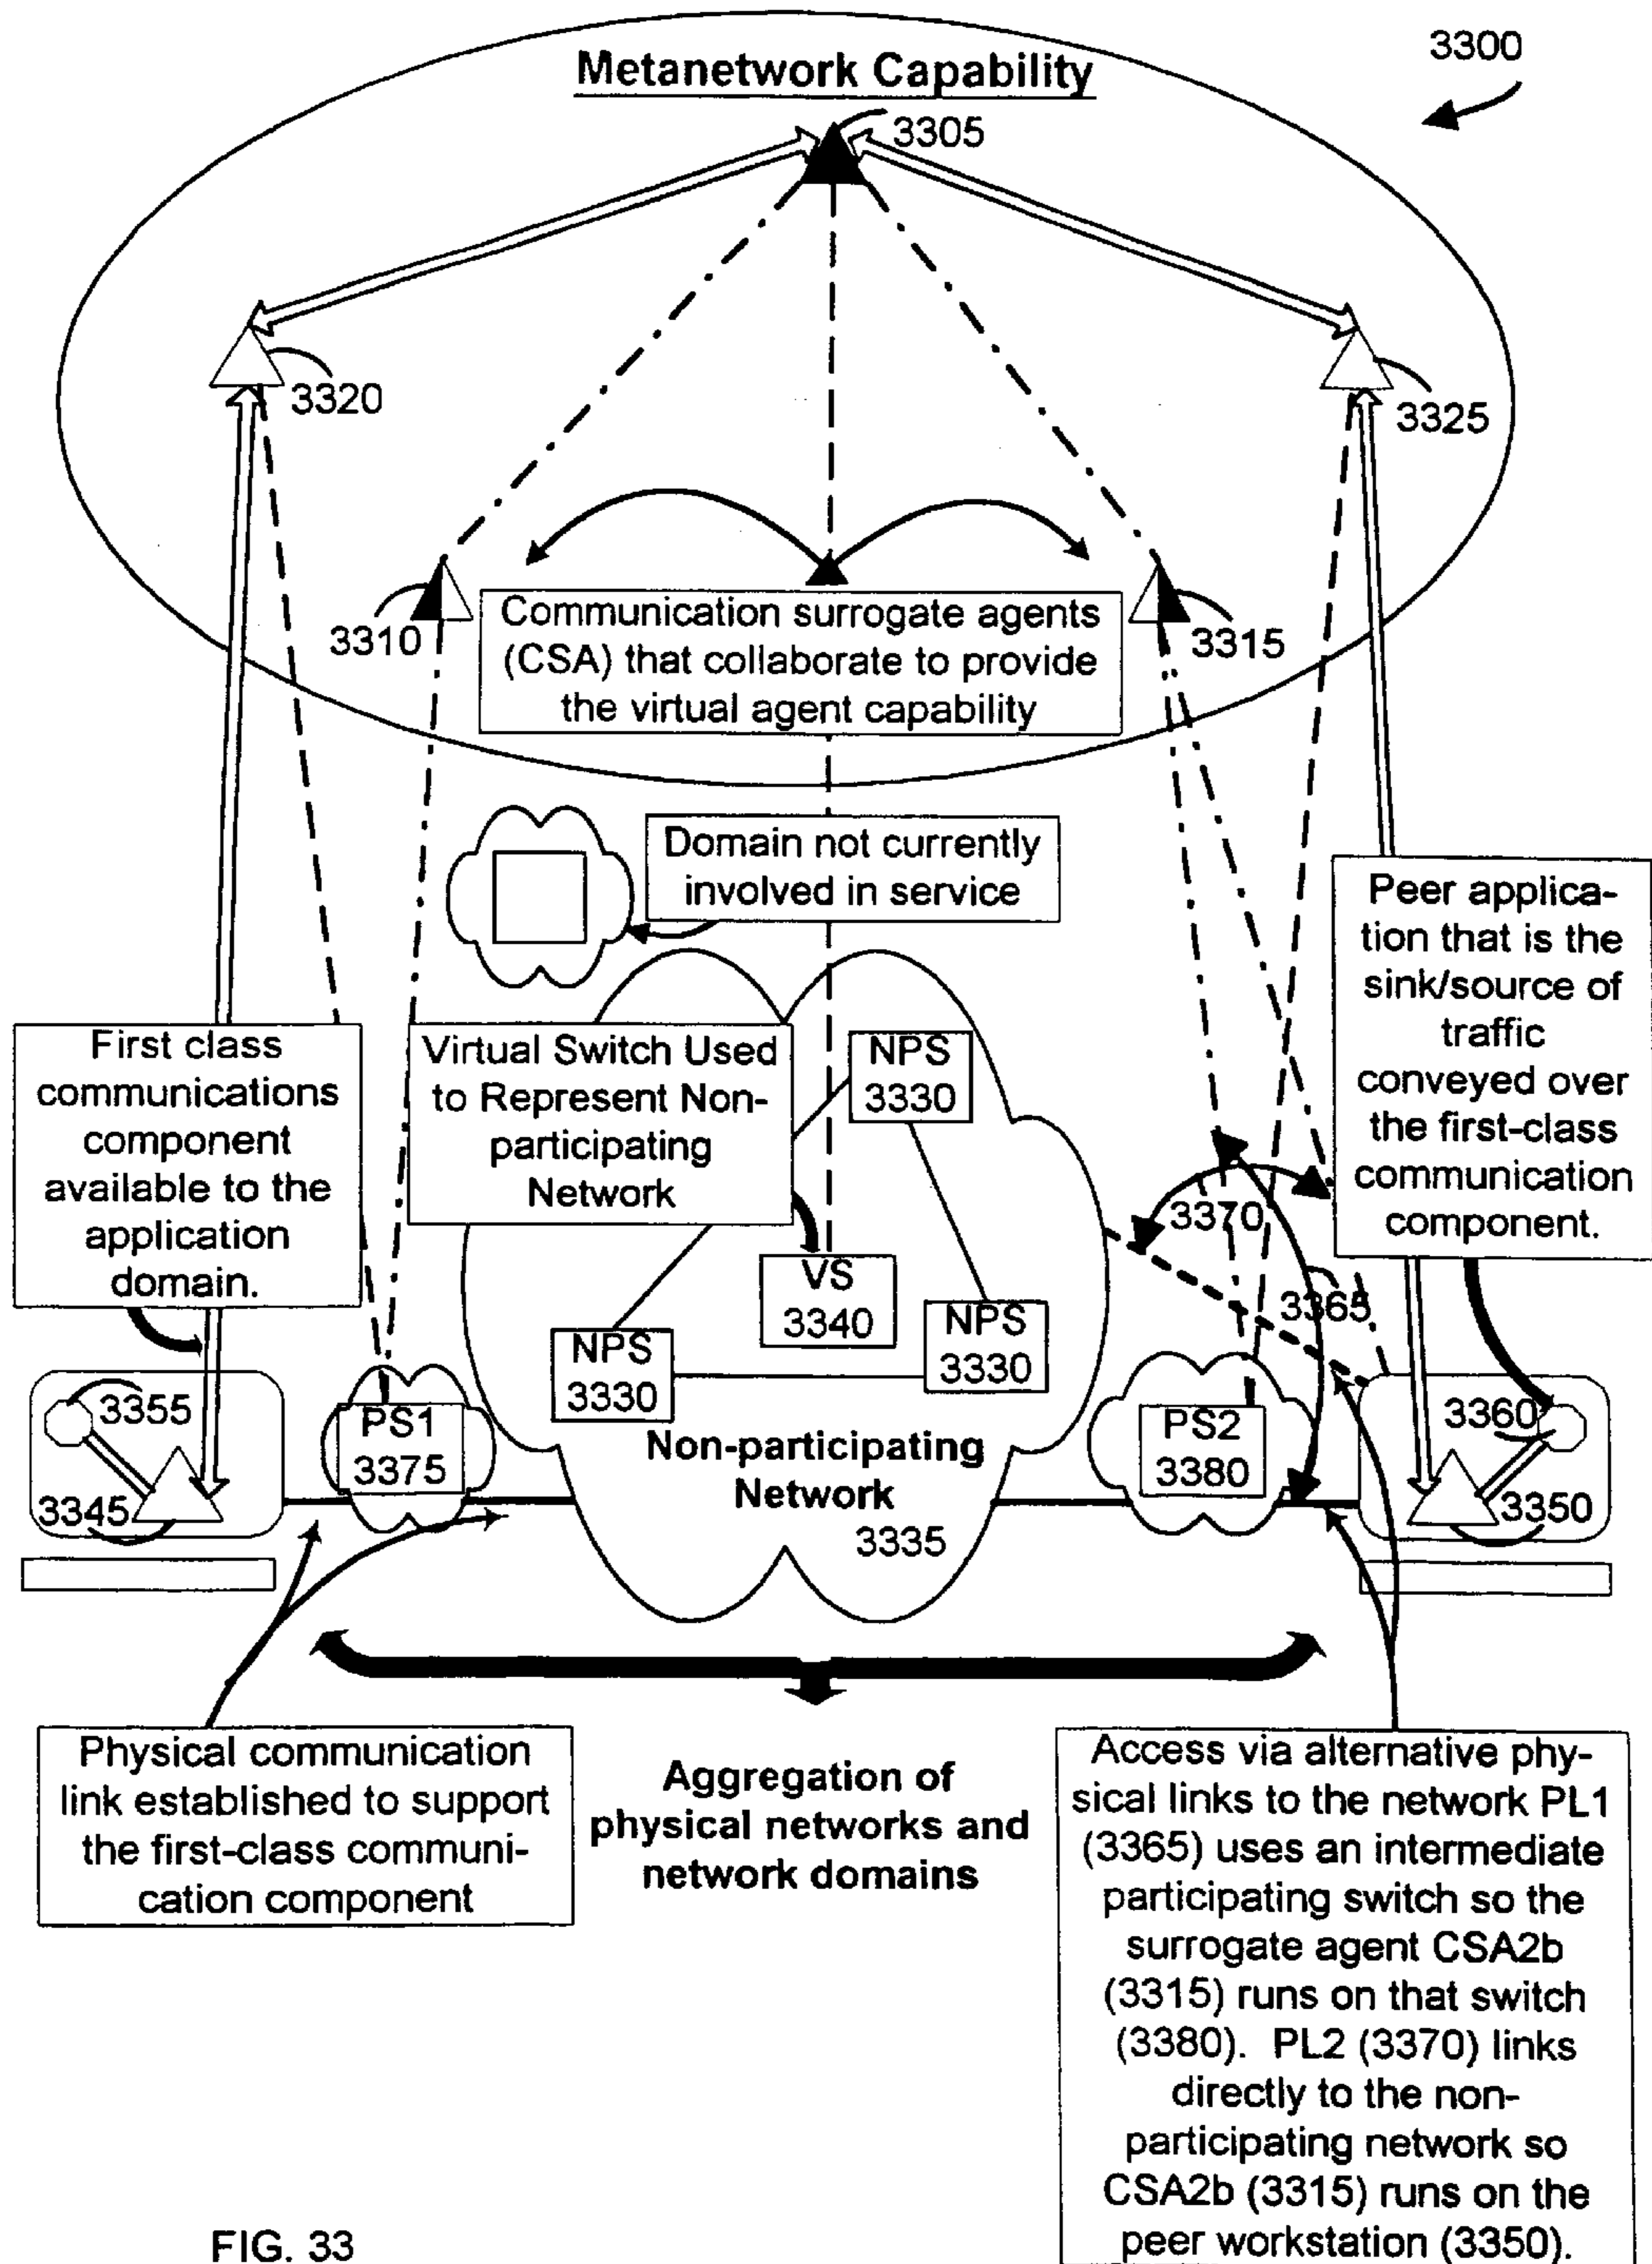 3300
Metanetwork Capability
3305
3320
3325
3310
Communication surrogate agents
(CSA) that collaborate to provide
the virtual agent capability
3315
Domain not currently
involved in service
Peer applica-
tion that is the
sink/source of
traffic
conveyed over
the first-class
communication
component.
First class
communications
component
available to the
application
domain.
Virtual Switch Used
to Represent Non-
participating
Network
NPS
3330
3370
VS
3340
3365
NPS
3330
NPS
3330
3355
PS1
3375
3345
Non-participating
Network
3335
PS2
3380
3360
3350
Physical communication
link established to support
the first-class communi-
cation component
Aggregation of
physical networks and
network domains
Access via alternative phy-
sical links to the network PL1
(3365) uses an intermediate
participating switch so the
surrogate agent CSA2b
(3315) runs on that switch
(3380). PL2 (3370) links
directly to the non-
participating network so
CSA2b (3315) runs on the
peer workstation (3350).
FIG. 33